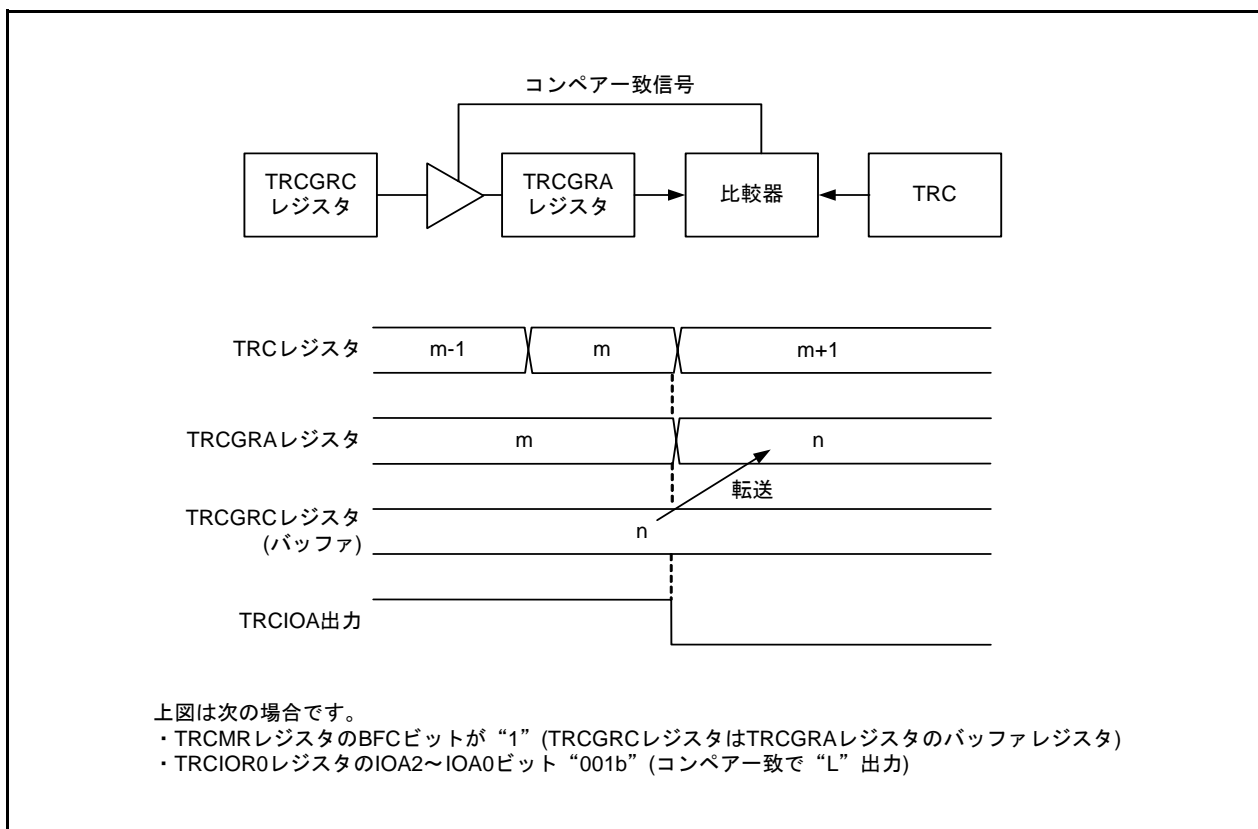 コンペアー致信号
TRCGRC
レジスタ
TRCGRA
レジスタ
比較器
TRC
TRCレジスタ
m-1
m
m+1
TRCGRAレジスタ
m
n
転送
TRCGRCレジスタ
(バッファ)
n
TRCIOA出力
上図は次の場合です。
・TRCMRレジスタのBFCビットが“1”(TRCGRCレジスタはTRCGRAレジスタのバッファレジスタ)
・TRCIOR0レジスタのIOA2～IOA0ビット“001b”(コンペアー致で“L”出力)